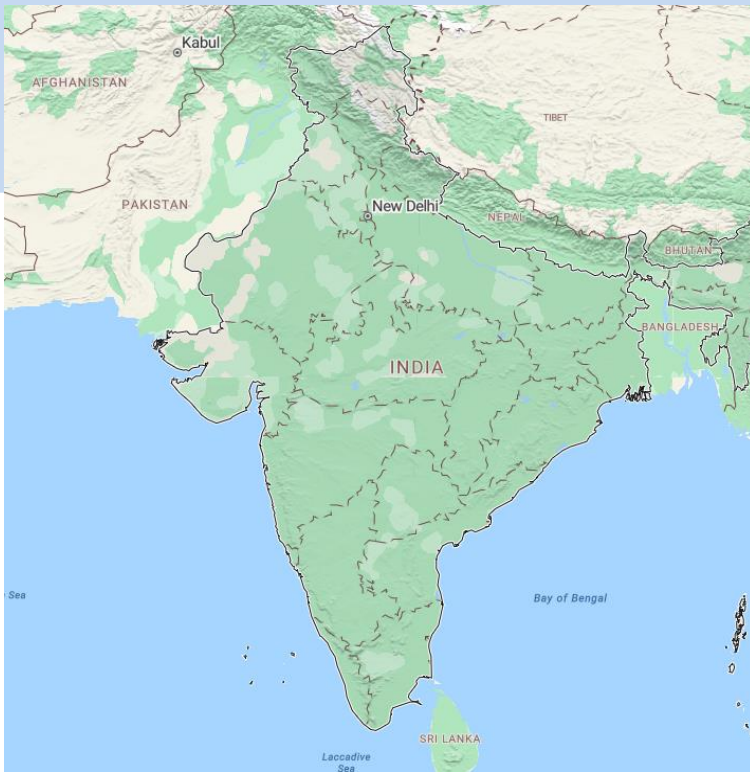 Kabul
AFGHANISTAN
TIBET
PAKISTAN
New Delhi
NEPAL
BHUTAN
BANGLADESH
INDIA
Sea
Bay of Bengal
SRI LANKA
Laccadive
Sea